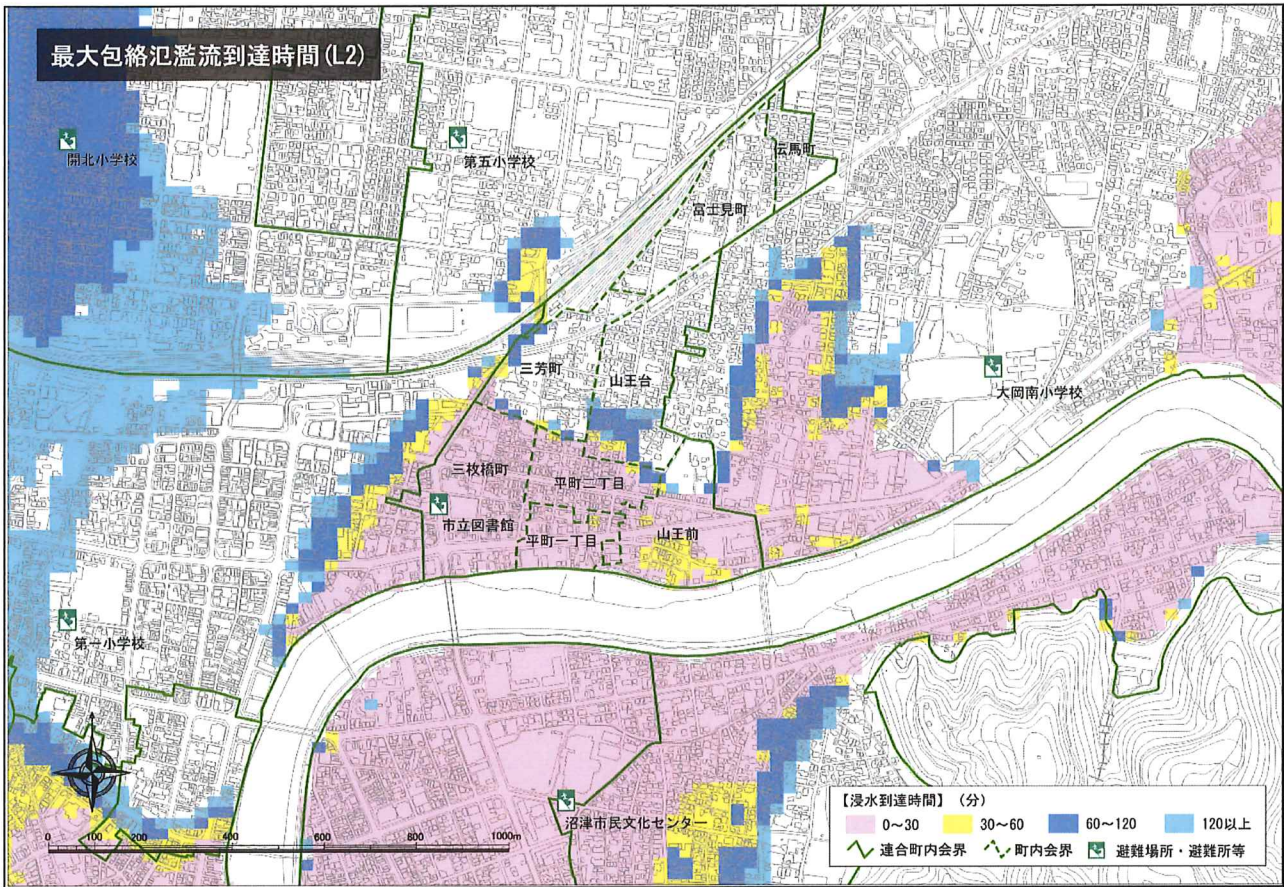 最大包絡氾濫流到達時間(L2)
開北小学校
第五小学校
伝馬町
富士見町
三芳町
山王台
大岡南小学校
三枚橋町
平町二丁目
市立図書館
平町一丁目
山王前
第一小学校
沼津市民文化センター
0 100 200 400 600 800 1000m
【浸水到達時間】(分)
0～30 30～60 60～120 120以上
連合町内会界 町内会界 避難場所・避難所等